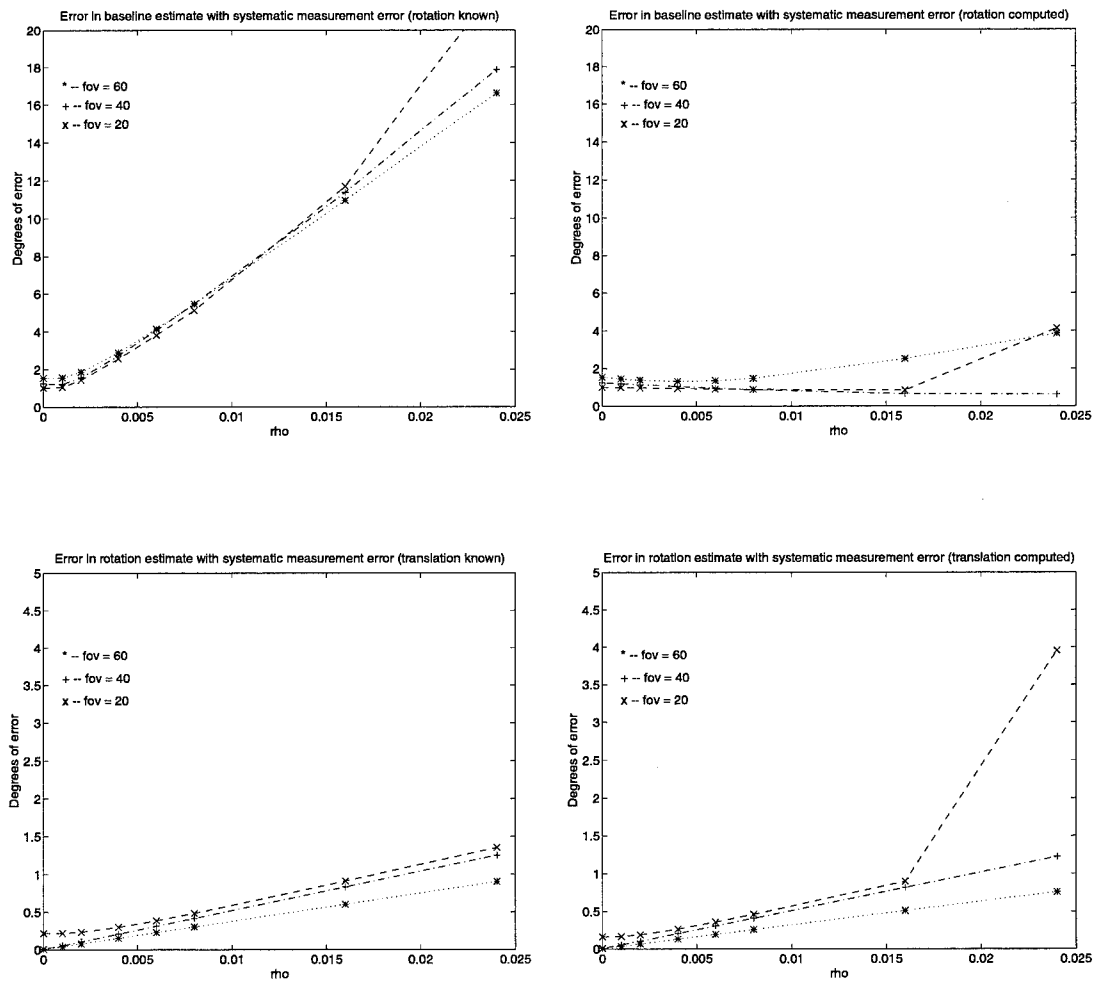 Error in baseline estimate with systematic measurement error (rotation known)
20
18
16
14
12
10
8
6
4
2
0
Degrees of error
* -- fov = 60
+ -- fov = 40
x -- fov = 20
0 0.005 0.01 0.015 0.02 0.025
rho
Error in baseline estimate with systematic measurement error (rotation computed)
20
18
16
14
12
10
8
6
4
2
0
Degrees of error
* -- fov = 60
+ -- fov = 40
x -- fov = 20
0 0.005 0.01 0.015 0.02 0.025
rho
Error in rotation estimate with systematic measurement error (translation known)
5
4.5
4
3.5
3
2.5
2
1.5
1
0.5
0
Degrees of error
* -- fov = 60
+ -- fov = 40
x -- fov = 20
0 0.005 0.01 0.015 0.02 0.025
rho
Error in rotation estimate with systematic measurement error (translation computed)
5
4.5
4
3.5
3
2.5
2
1.5
1
0.5
0
Degrees of error
* -- fov = 60
+ -- fov = 40
x -- fov = 20
0 0.005 0.01 0.015 0.02 0.025
rho